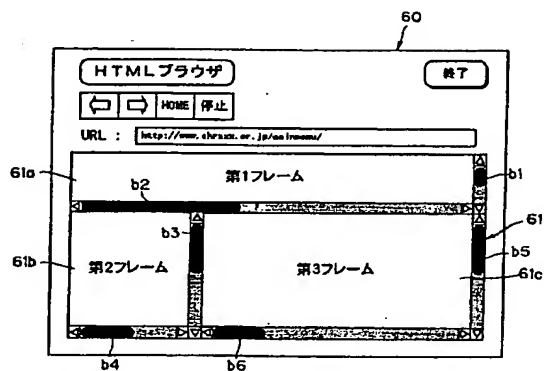 60
HTMLブラウザ
終了
HOME 停止
URL :
61a
第1フレーム
b1
b2
b3
61
61b
第2フレーム
第3フレーム
b5
61c
b4
b6